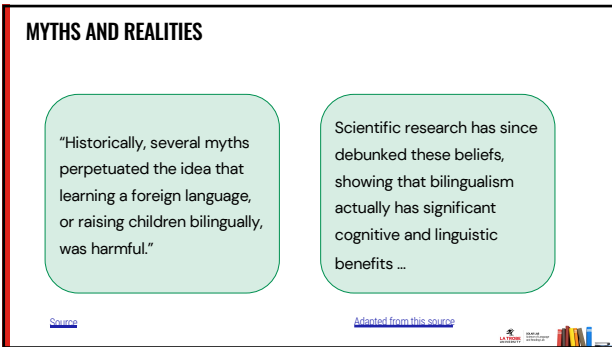 MYTHS AND REALITIES
“Historically, several myths
perpetuated the idea that
learning a foreign language,
or raising children bilingually,
was harmful.”
Scientific research has since
debunked these beliefs,
showing that bilingualism
actually has significant
cognitive and linguistic
benefits ...
Source
Adapted from this source
LA TROBE
UNIVERSITY